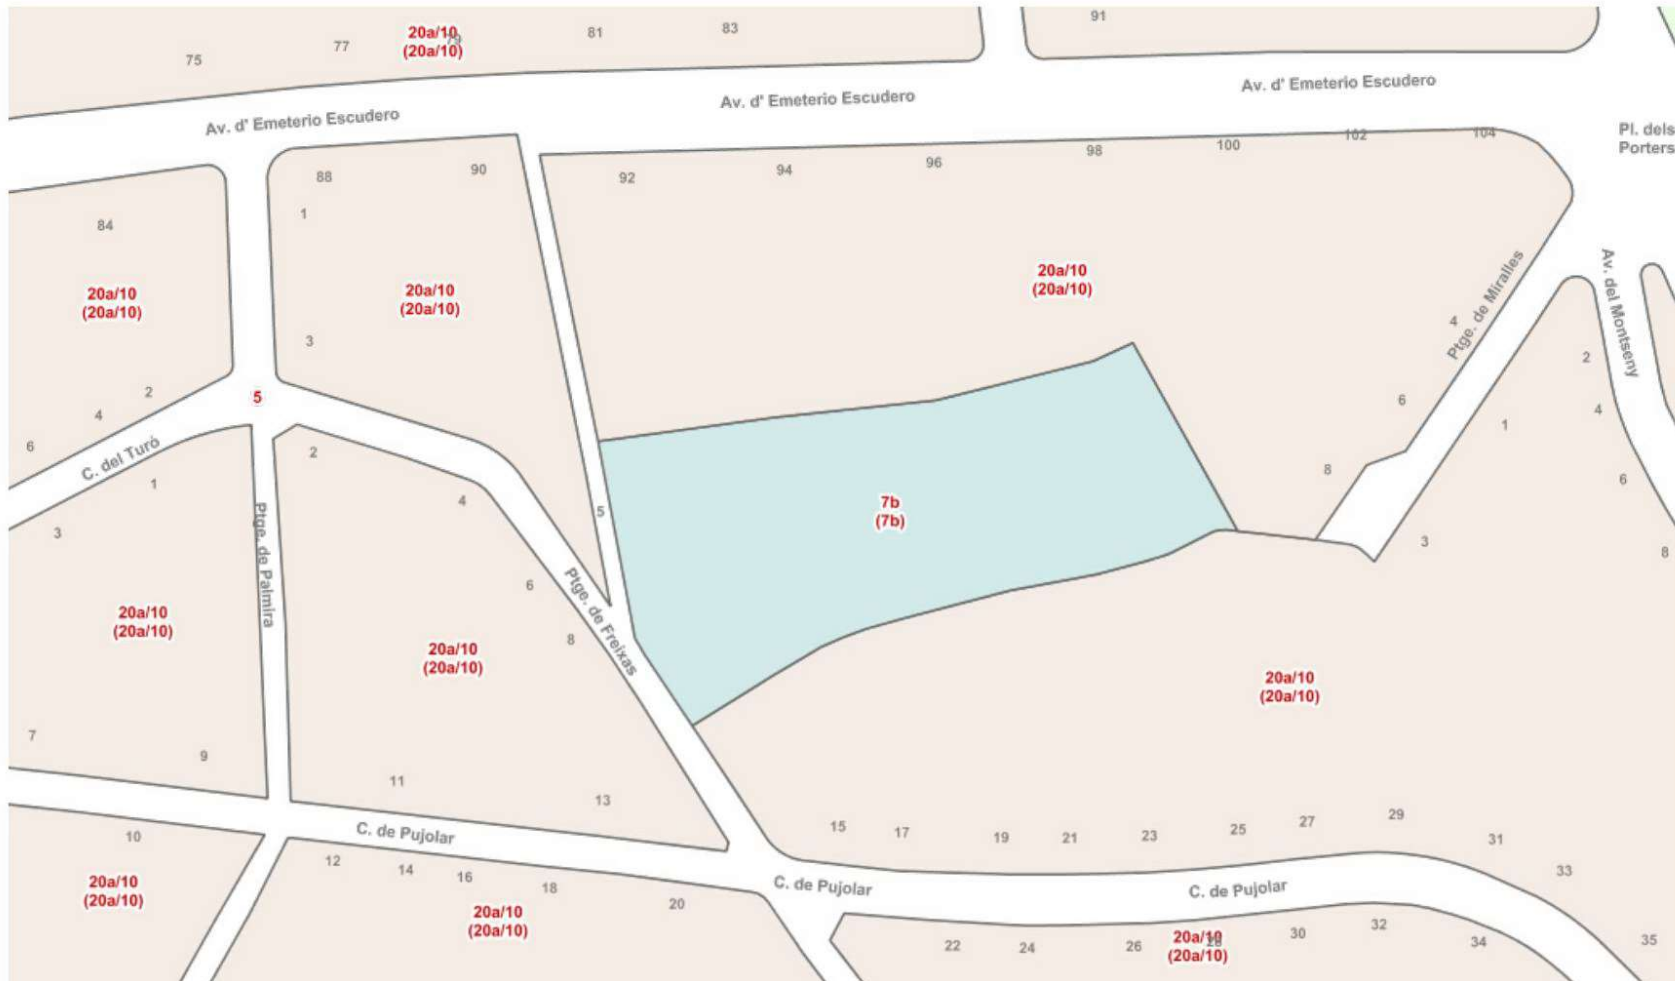 91
20a/10
(20a/10)
79
75
77
81
83
Av. d' Emeterio Escudero
Av. d' Emeterio Escudero
Av. d' Emeterio Escudero
Pl. dels
Porters
88
90
92
94
96
98
100
102
104
84
1
20a/10
(20a/10)
20a/10
(20a/10)
20a/10
(20a/10)
Ptge. de Miralles
Av. del Montseny
3
4
2
2
4
6
5
6
1
4
C. del Turó
2
8
6
1
4
3
Ptge. de Palmira
5
7b
(7b)
3
8
6
Ptge. de Freixas
8
20a/10
(20a/10)
20a/10
(20a/10)
20a/10
(20a/10)
7
9
11
13
15
17
19
21
23
25
27
29
31
33
10
C. de Pujolar
12
14
16
18
20
C. de Pujolar
C. de Pujolar
20a/10
(20a/10)
20a/10
(20a/10)
22
24
26
20a/10
(20a/10)
28
30
32
34
35